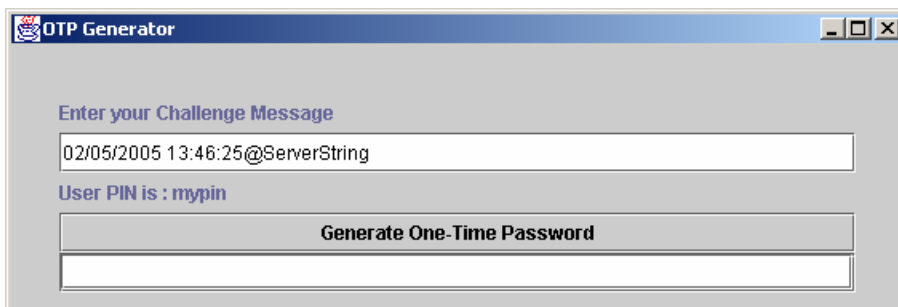 OTP Generator
Enter your Challenge Message
02/05/2005 13:46:25@ServerString
User PIN is : mypin
Generate One-Time Password